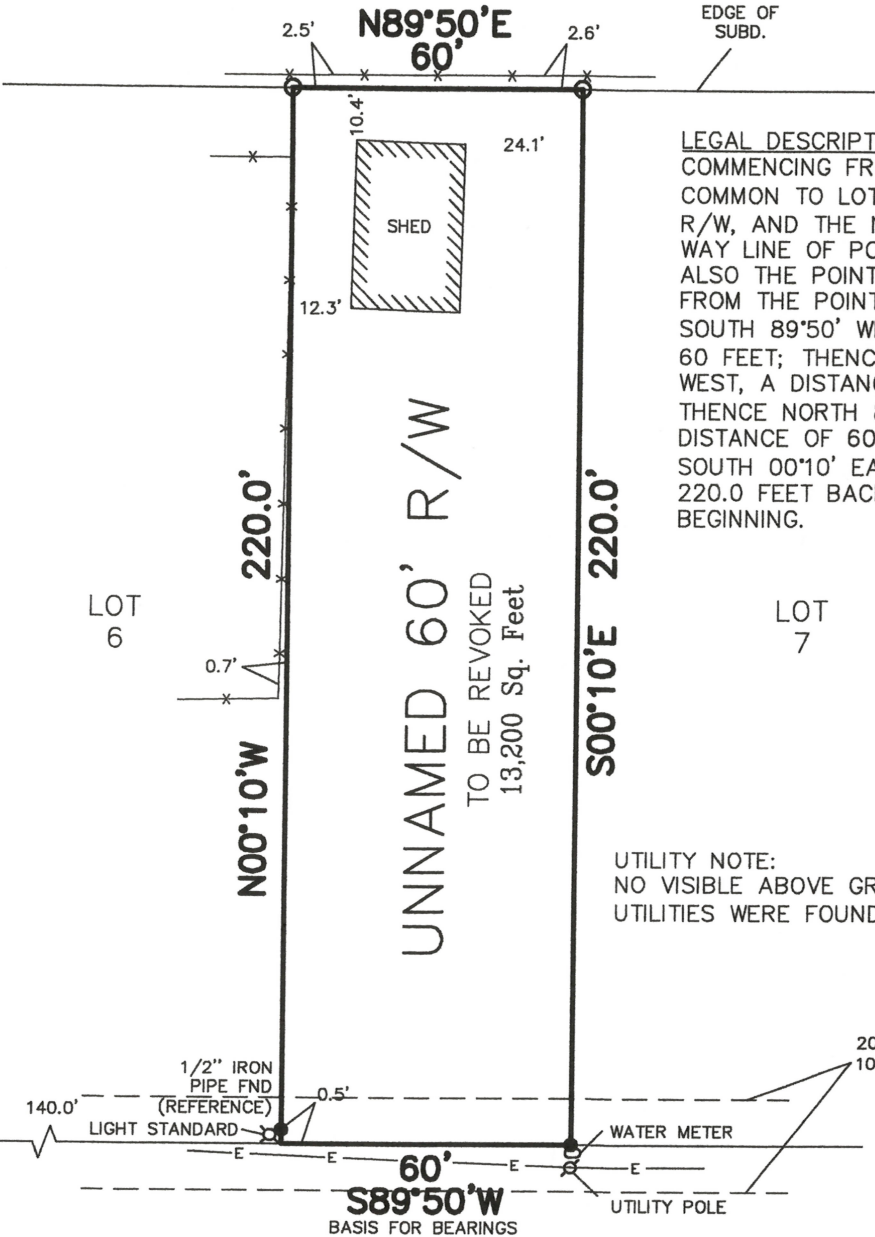 N89°50'E
60'
2.5'
2.6'
EDGE OF
SUBD.
10.4'
24.1'
SHED
12.3'
LEGAL DESCRIPT
COMMENCING FR
COMMON TO LOT
R/W, AND THE
WAY LINE OF PO
ALSO THE POINT
FROM THE POINT
SOUTH 89°50' W
60 FEET; THENC
WEST, A DISTANC
THENCE NORTH
DISTANCE OF 60
SOUTH 00°10' EA
220.0 FEET BAC
BEGINNING.
N00°10'W 220.0'
UNNAMED 60' R/W
TO BE REVOKED
13,200 Sq. Feet
S00°10'E 220.0'
LOT
6
LOT
7
0.7'
UTILITY NOTE:
NO VISIBLE ABOVE GR
UTILITIES WERE FOUND
1/2" IRON
PIPE FND
(REFERENCE)
0.5'
140.0'
LIGHT STANDARD
WATER METER
20
10
E E E E
60'
S89°50'W
BASIS FOR BEARINGS
UTILITY POLE